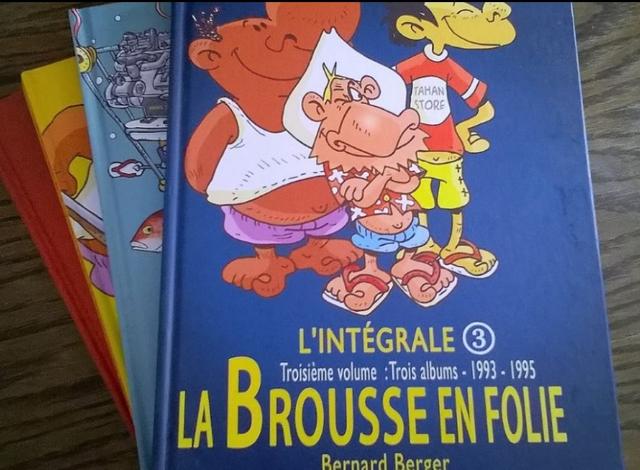 TAHAN
STORE
L'INTÉGRALE 3
Troisième volume : Trois albums - 1993 - 1995
LA BROUSSE EN FOLIE
Bernard Berger